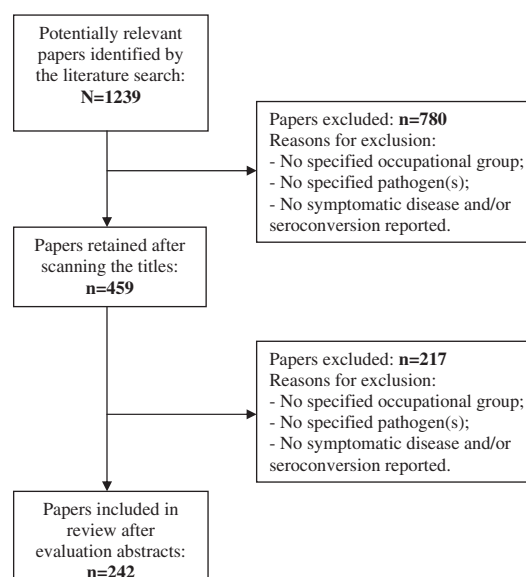 Potentially relevant
papers identified by
the literature search:
N=1239
Papers excluded: n=780
Reasons for exclusion:
- No specified occupational group;
- No specified pathogen(s);
- No symptomatic disease and/or
seroconversion reported.
Papers retained after
scanning the titles:
n=459
Papers excluded: n=217
Reasons for exclusion:
- No specified occupational group;
- No specified pathogen(s);
- No symptomatic disease and/or
seroconversion reported.
Papers included in
review after
evaluation abstracts:
n=242